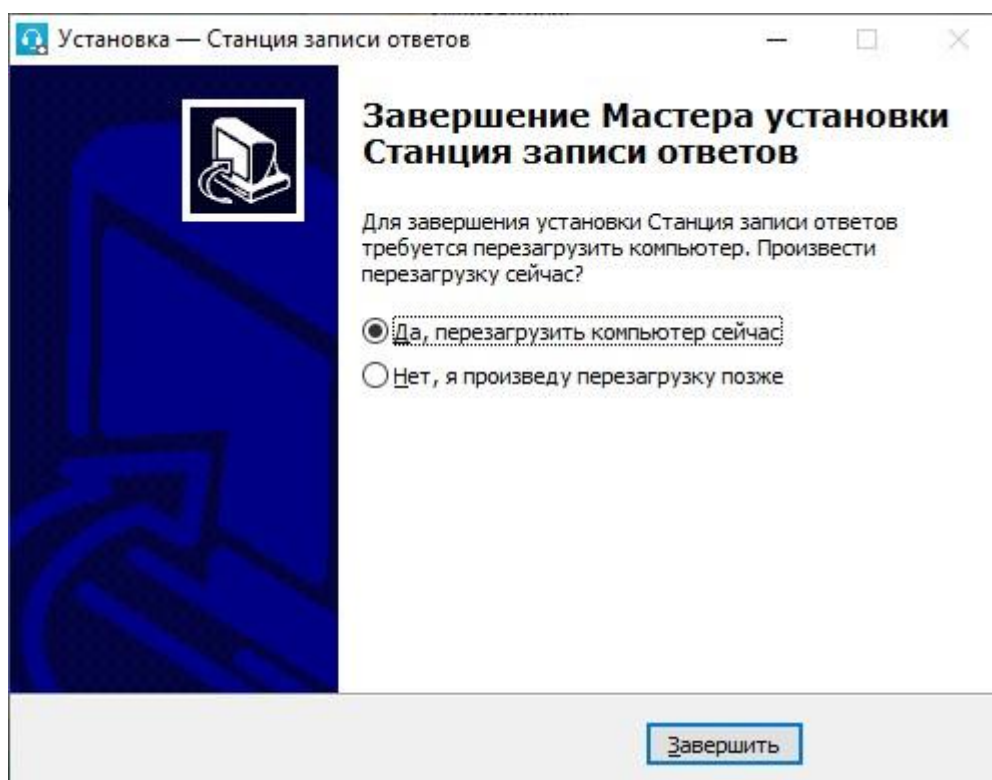 Установка — Станция записи ответов
Завершение Мастера установки
Станция записи ответов
Для завершения установки Станция записи ответов
требуется перезагрузить компьютер. Произвести
перезагрузку сейчас?
Да, перезагрузить компьютер сейчас
Нет, я произведу перезагрузку позже
Завершить